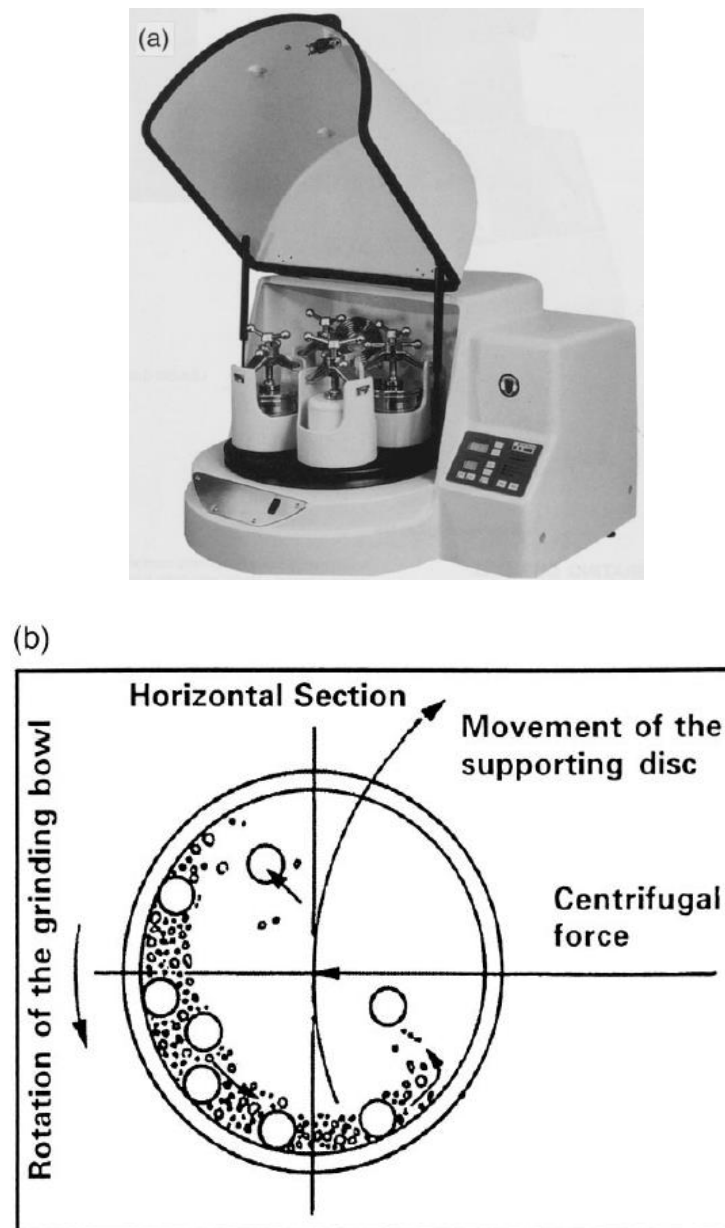 (a)
(b)
Horizontal Section
Movement of the
supporting disc
Rotation of the grinding bowl
Centrifugal
force